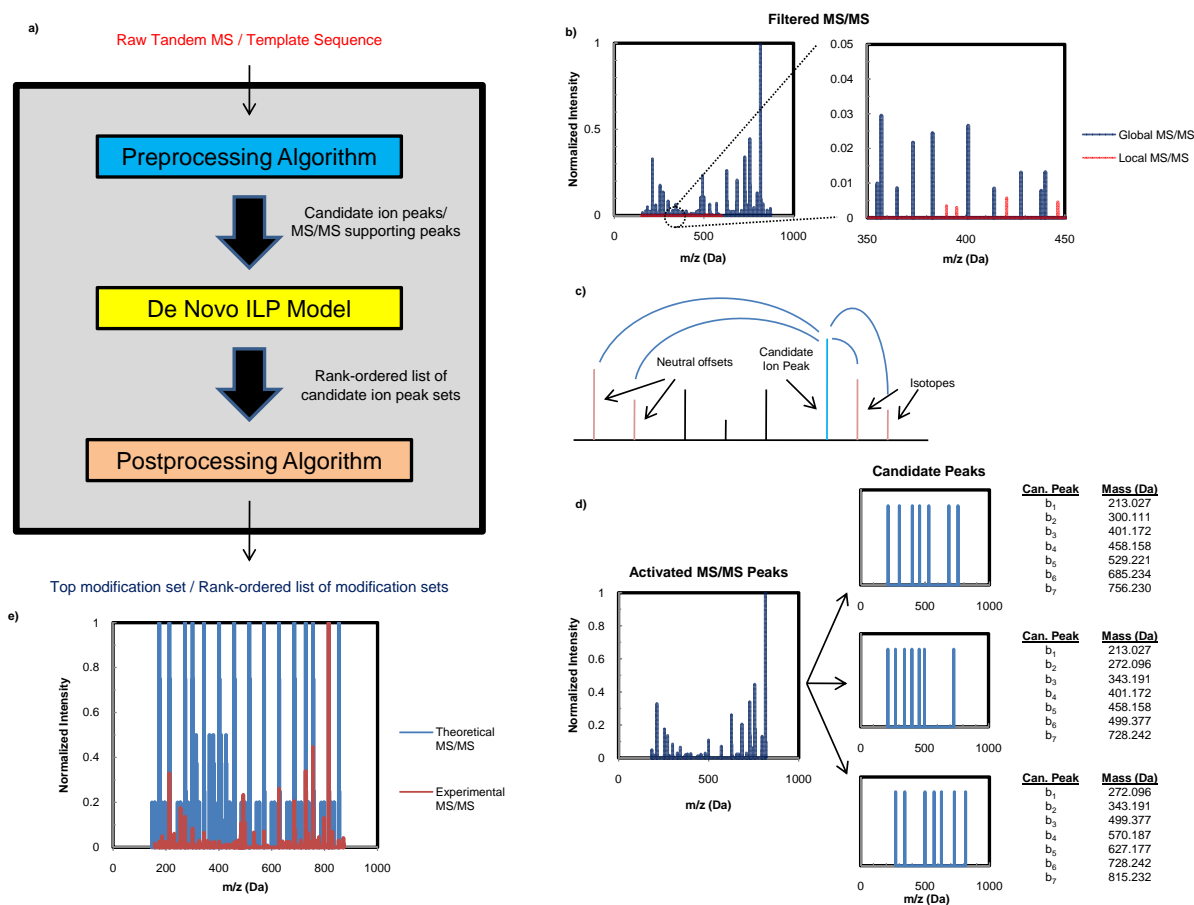 a)
Raw Tandem MS / Template Sequence
Preprocessing Algorithm
Candidate ion peaks/
MS/MS supporting peaks
De Novo ILP Model
Rank-ordered list of
candidate ion peak sets
Postprocessing Algorithm
Top modification set / Rank-ordered list of modification sets
b)
Filtered MS/MS
Normalized Intensity
1
0.5
0
0
500
1000
m/z (Da)
0.05
0.04
0.03
0.02
0.01
0
350
400
450
m/z (Da)
Global MS/MS
Local MS/MS
c)
Neutral offsets
Candidate
Ion Peak
Isotopes
d)
Activated MS/MS Peaks
Normalized Intensity
1
0.8
0.6
0.4
0.2
0
0
500
1000
m/z (Da)
Candidate Peaks
0
500
1000
Can. Peak Mass (Da)
b1 213.027
b2 300.111
b3 401.172
b4 458.158
b5 529.221
b6 685.234
b7 756.230
0
500
1000
Can. Peak Mass (Da)
b1 213.027
b2 272.096
b3 343.191
b4 401.172
b5 458.158
b6 499.377
b7 728.242
0
500
1000
m/z (Da)
Can. Peak Mass (Da)
b1 272.096
b2 343.191
b3 499.377
b4 570.187
b5 627.177
b6 728.242
b7 815.232
e)
Normalized Intensity
1
0.8
0.6
0.4
0.2
0
0
200
400
600
800
1000
m/z (Da)
Theoretical
MS/MS
Experimental
MS/MS